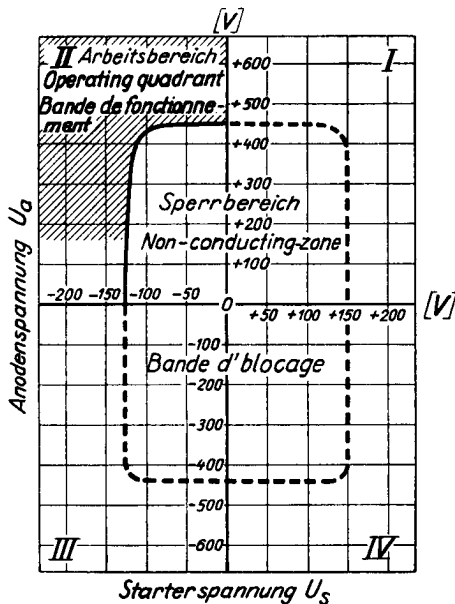 [V]
II Arbeitsbereich
I
+600
Operating quadrant
+500
Bande de fonctionne-
ment
+400
+300
Sperrbereich
+200
Non-conducting-zone
+100
-200 -150 -100 -50 0
+50 +100 +150 +200
[V]
-100
Bande d'blocage
-200
-300
-400
-500
III
IV
-600
Anodenspannung Ua
Starterspannung Us